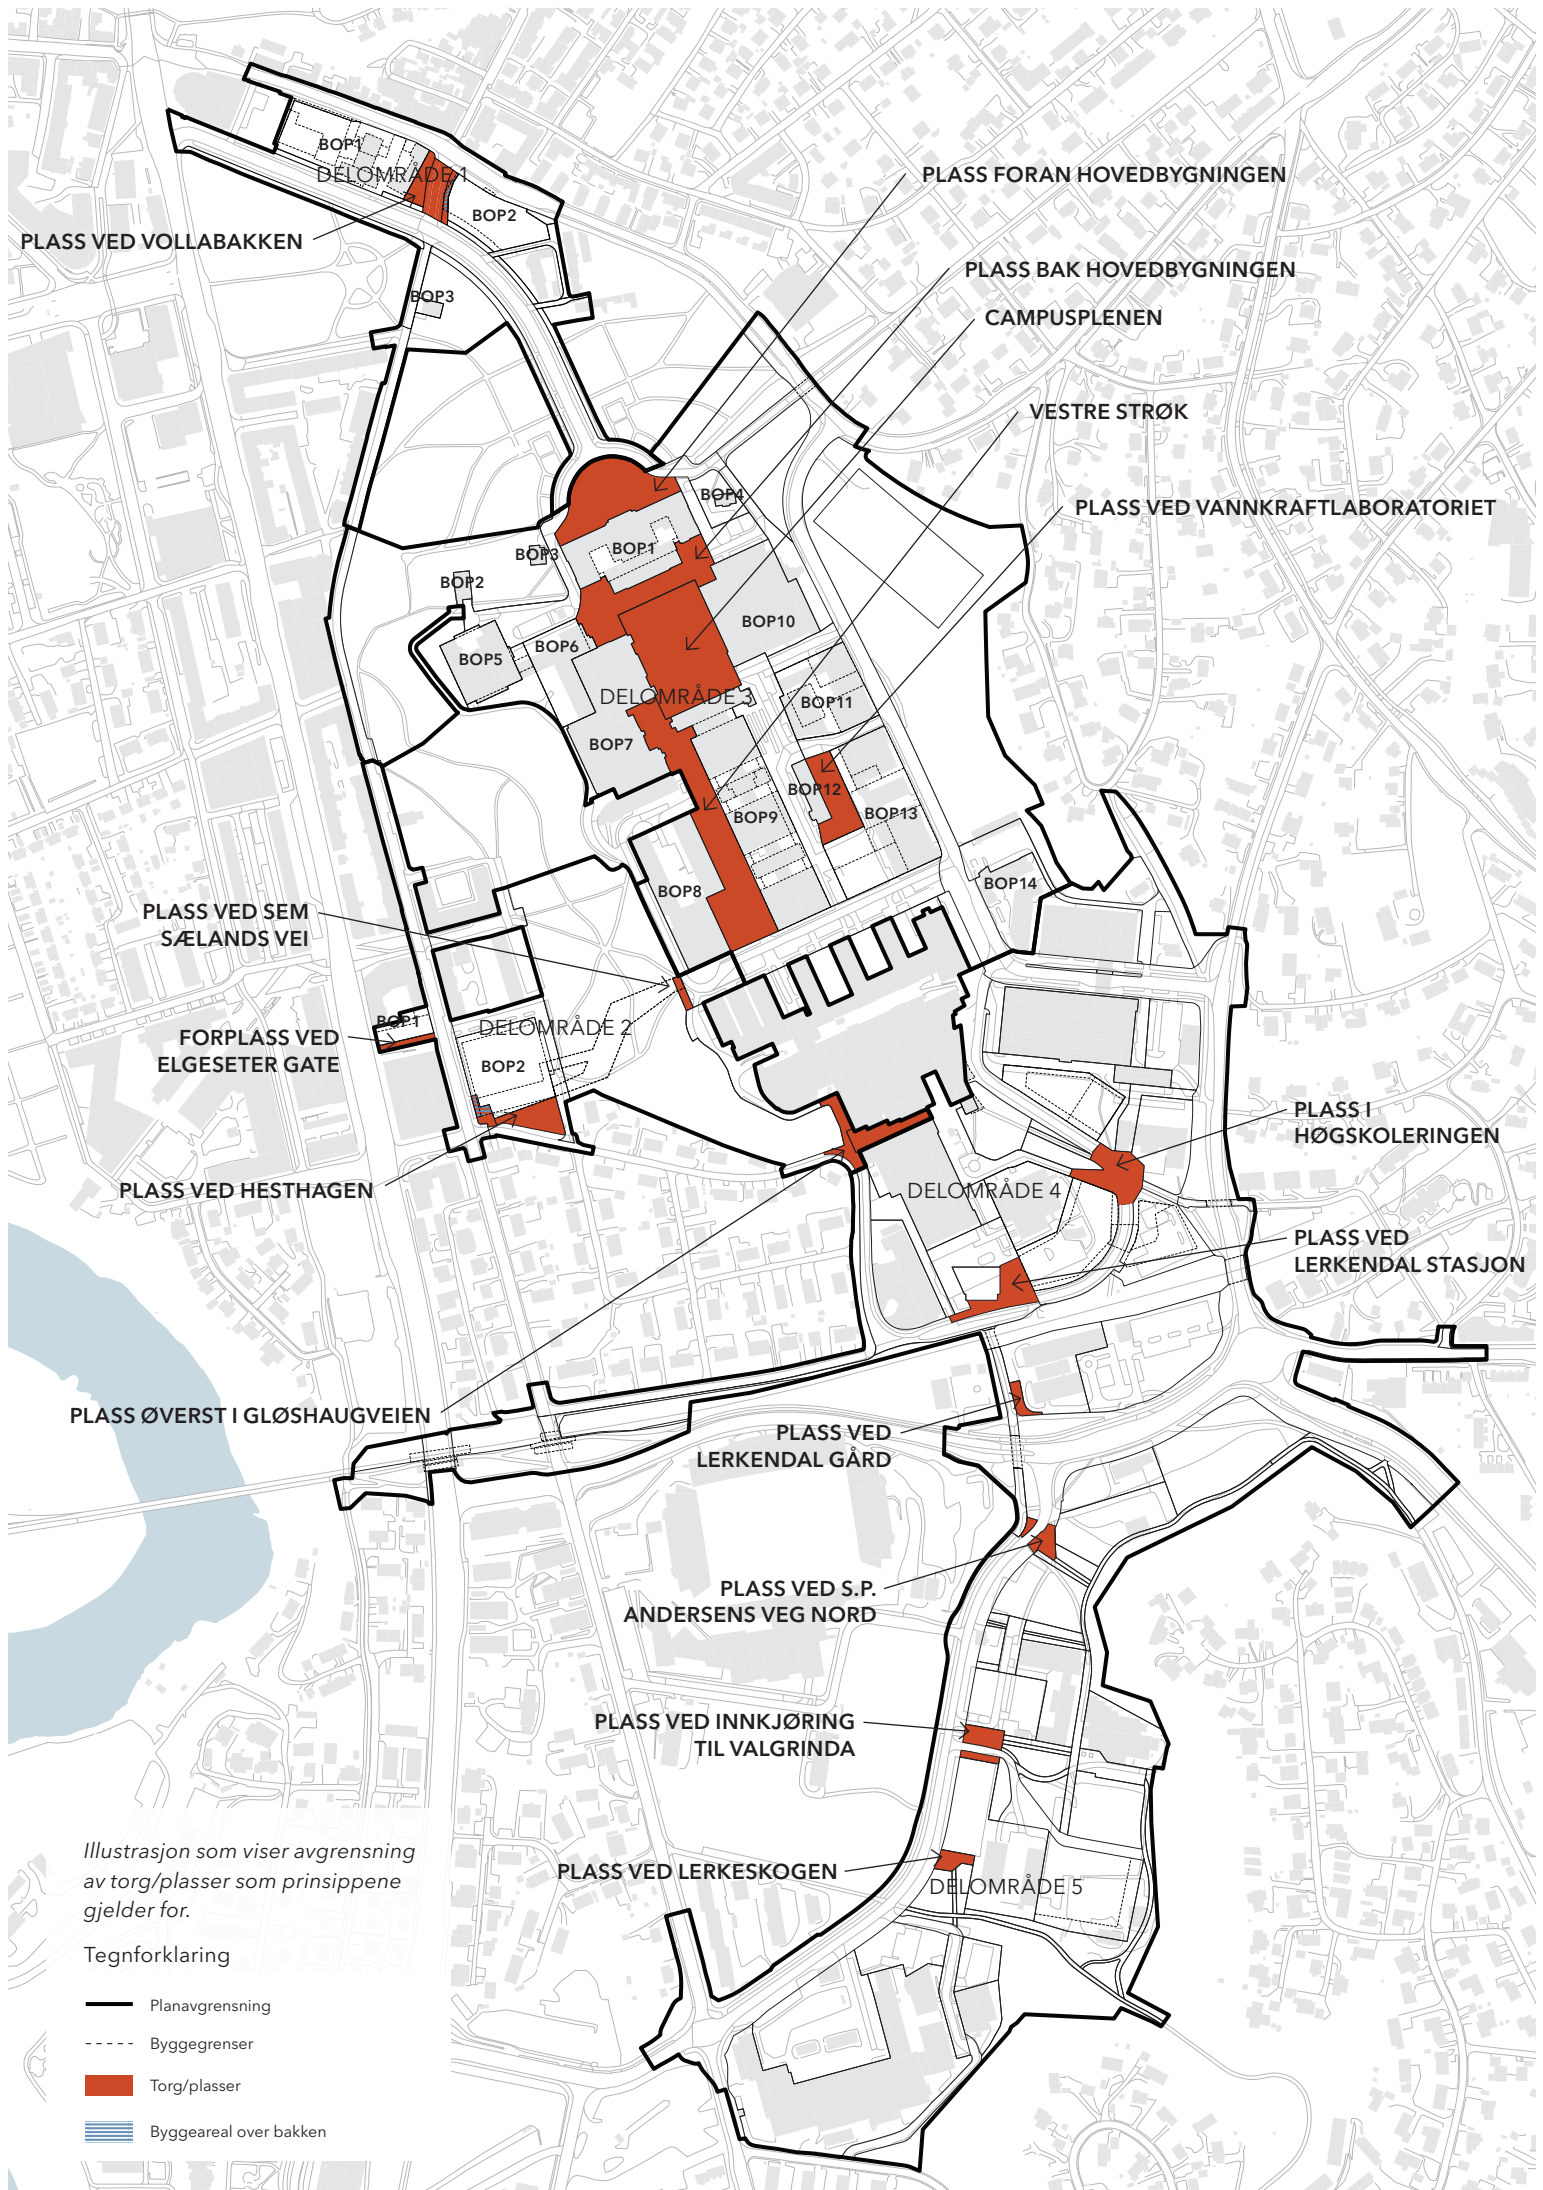 BOP1
DELOMRÅDE 1
PLASS FORAN HOVEDBYGNINGEN
BOP2
PLASS VED VOLLABAKKEN
PLASS BAK HOVEDBYGNINGEN
BOP3
CAMPUSPLENEN
VESTRE STRØK
BOP4
PLASS VED VANNKRAFTLABORATORIET
BOP3
BOP1
BOP2
BOP10
BOP6
BOP5
DELOMRÅDE 3
BOP11
BOP7
BOP12
BOP9
BOP13
BOP8
BOP14
PLASS VED SEM
SÆLANDS VEI
BOP1
DELOMRÅDE 2
FORPLASS VED
ELGESETER GATE
BOP2
PLASS I
HØGSKOLERINGEN
PLASS VED HESTHAGEN
DELOMRÅDE 4
PLASS VED
LERKENDAL STASJON
PLASS ØVERST I GLØSHAUGVEIEN
PLASS VED
LERKENDAL GÅRD
PLASS VED S.P.
ANDERSENS VEG NORD
PLASS VED INNKJØRING
TIL VALGRINDA
PLASS VED LERKESKOGEN
DELOMRÅDE 5
Illustrasjon som viser avgrensning
av torg/plasser som prinsippene
gjelder for.
Tegnforklaring
Planavgrensning
Byggegrenser
Torg/plasser
Byggeareal over bakken